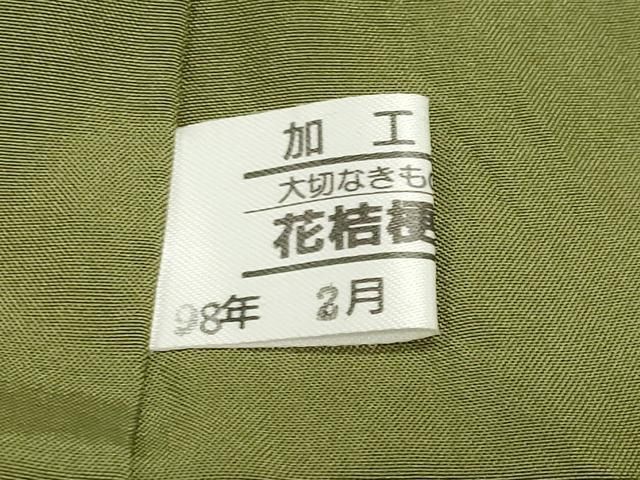 加 工
大切なきもの
花桔梗
98年 2月